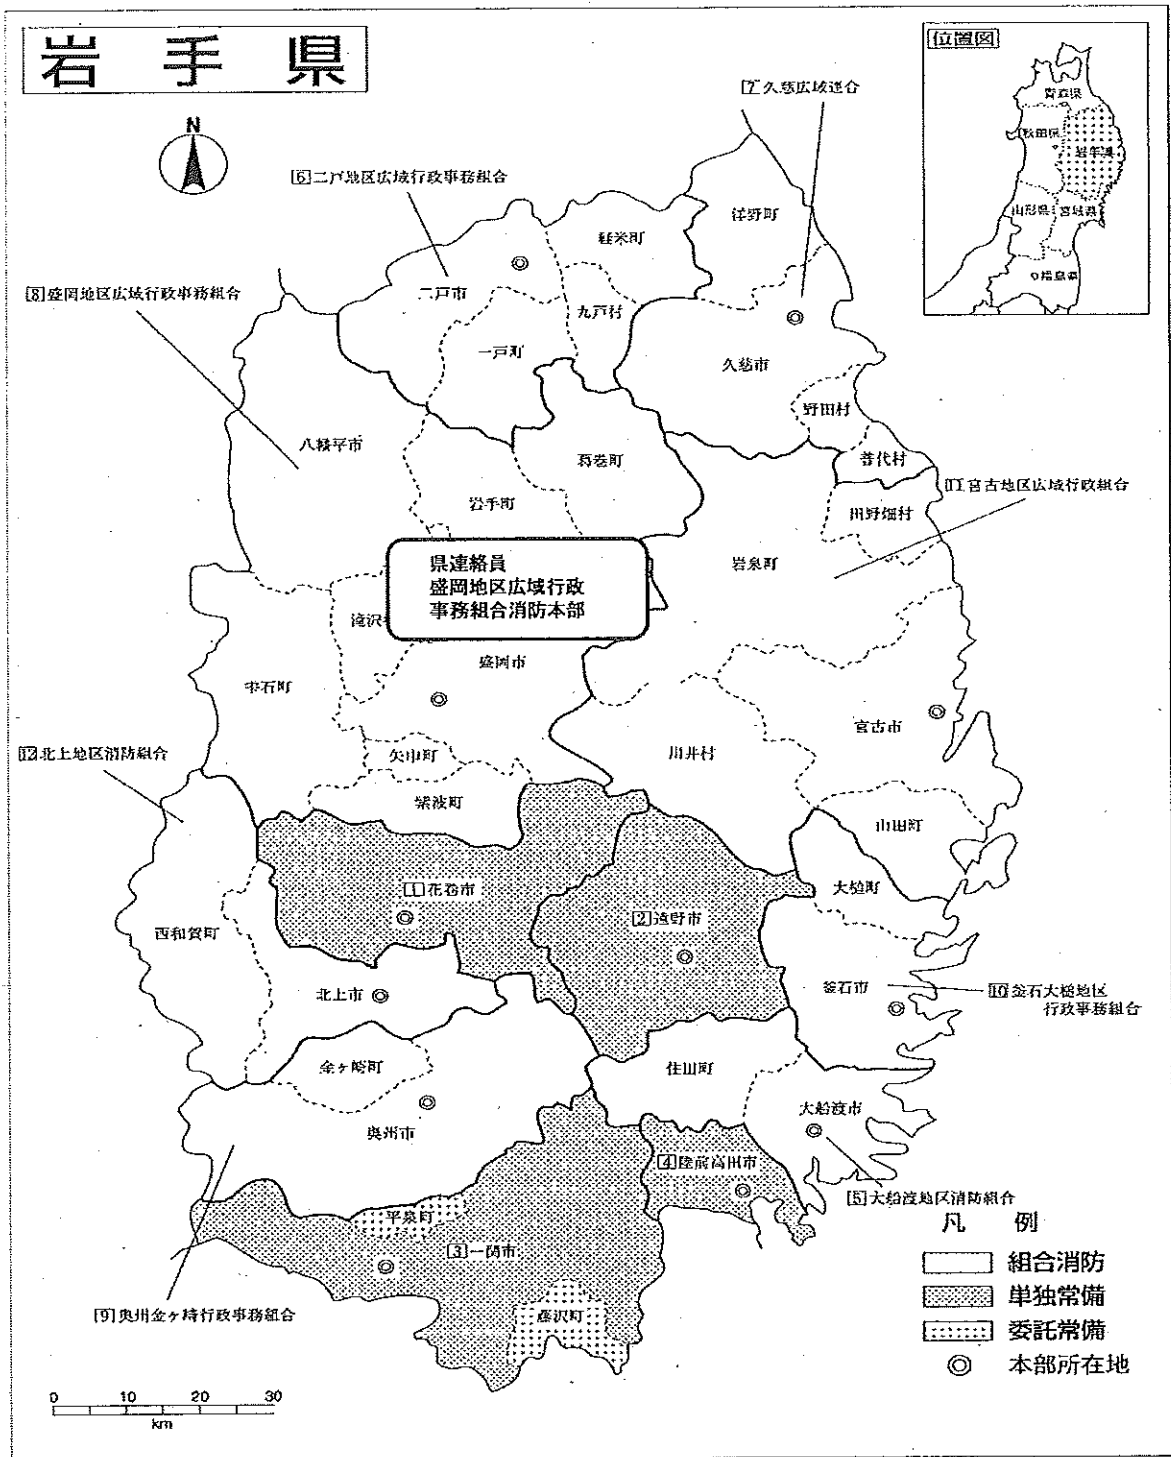 岩手県
位置図
青森県
秋田県
岩手県
山形県
宮城県
福島県
N
[7]久慈広域連合
[6]二戸地区広域行政事務組合
[8]盛岡地区広域行政事務組合
洋野町
軽米町
二戸市
九戸村
一戸町
久慈市
野田村
八幡平市
葛巻町
普代村
岩手町
[11]宮古地区広域行政組合
田野畑村
県連絡員
盛岡地区広域行政
事務組合消防本部
岩泉町
滝沢
盛岡市
雫石町
宮古市
[12]北上地区消防組合
矢巾町
川井村
紫波町
山田町
[1]花巻市
大槌町
[2]遠野市
西和賀町
北上市
釜石市
[10]釜石大槌地区
行政事務組合
金ヶ崎町
住田町
大船渡市
奥州市
[4]陸前高田市
[5]大船渡地区消防組合
平泉町
[3]一関市
[9]奥州金ヶ崎行政事務組合
藤沢町
凡例
組合消防
単独常備
委託常備
本部所在地
0 10 20 30
km